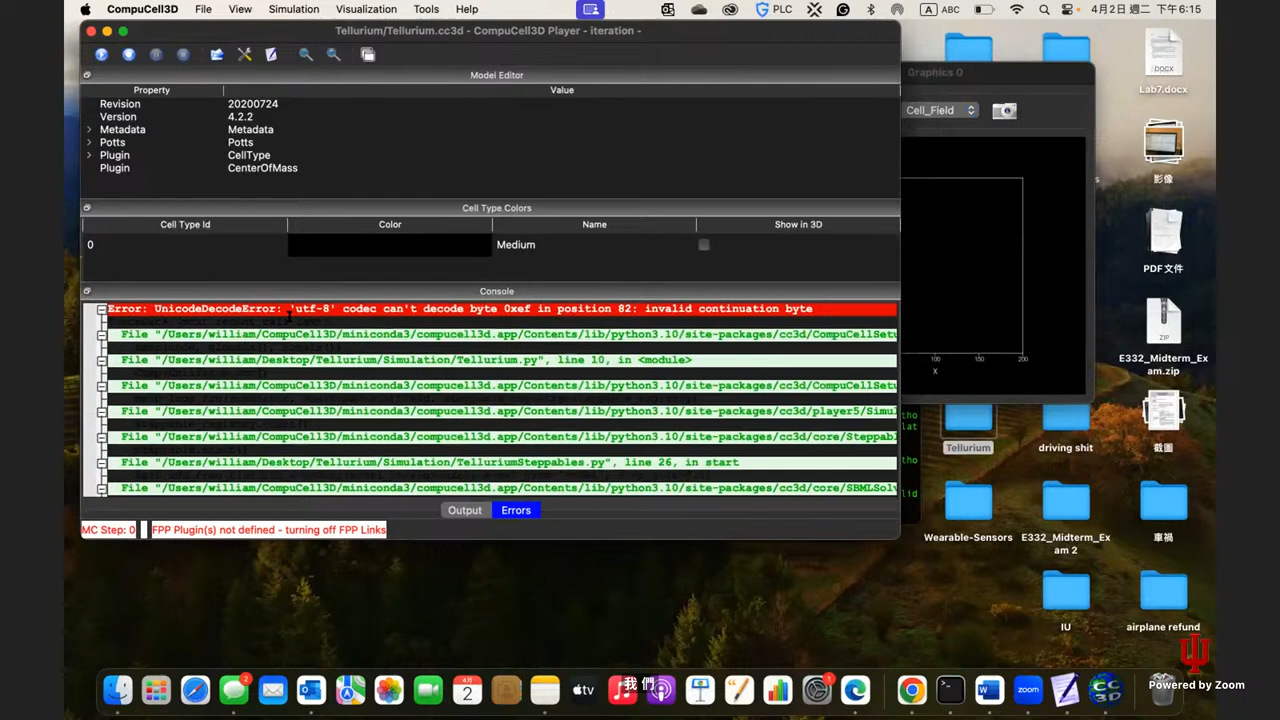 CompuCell3D File View Simulation Visualization Tools Help PLC ABC 4月2日 週二 下午6:15
Tellurium/Tellurium.cc3d - CompuCell3D Player - iteration -
Model Editor
Property Value
Revision 20200724
Version 4.2.2
Metadata Metadata
Potts Potts
Plugin CellType
Plugin CenterOfMass
Cell Type Colors
Cell Type Id Color Name Show in 3D
0 Medium
Console
Error: UnicodeDecodeError: 'utf-8' codec can't decode byte 0xef in position 82: invalid continuation byte
File "/Users/william/CompuCell3D/miniconda3/compucell3d.app/Contents/lib/python3.10/site-packages/cc3d/CompuCellSetu
File "/Users/william/Desktop/Tellurium/Simulation/Tellurium.py", line 10, in <module>
File "/Users/william/CompuCell3D/miniconda3/compucell3d.app/Contents/lib/python3.10/site-packages/cc3d/CompuCellSetu
File "/Users/william/CompuCell3D/miniconda3/compucell3d.app/Contents/lib/python3.10/site-packages/cc3d/player5/Simul
File "/Users/william/CompuCell3D/miniconda3/compucell3d.app/Contents/lib/python3.10/site-packages/cc3d/core/Steppabl
File "/Users/william/Desktop/Tellurium/Simulation/TelluriumSteppables.py", line 26, in start
File "/Users/william/CompuCell3D/miniconda3/compucell3d.app/Contents/lib/python3.10/site-packages/cc3d/core/SBMLSolv
Output Errors
MC Step: 0 FPP Plugin(s) not defined - turning off FPP Links
Graphics 0
Cell_Field
100 150 200
X
Lab7.docx
影像
PDF文件
E332_Midterm_Ex
am.zip
Tellurium
driving shit
截圖
Wearable-Sensors
E332_Midterm_Ex
am 2
車禍
IU
airplane refund
我們
Powered by Zoom